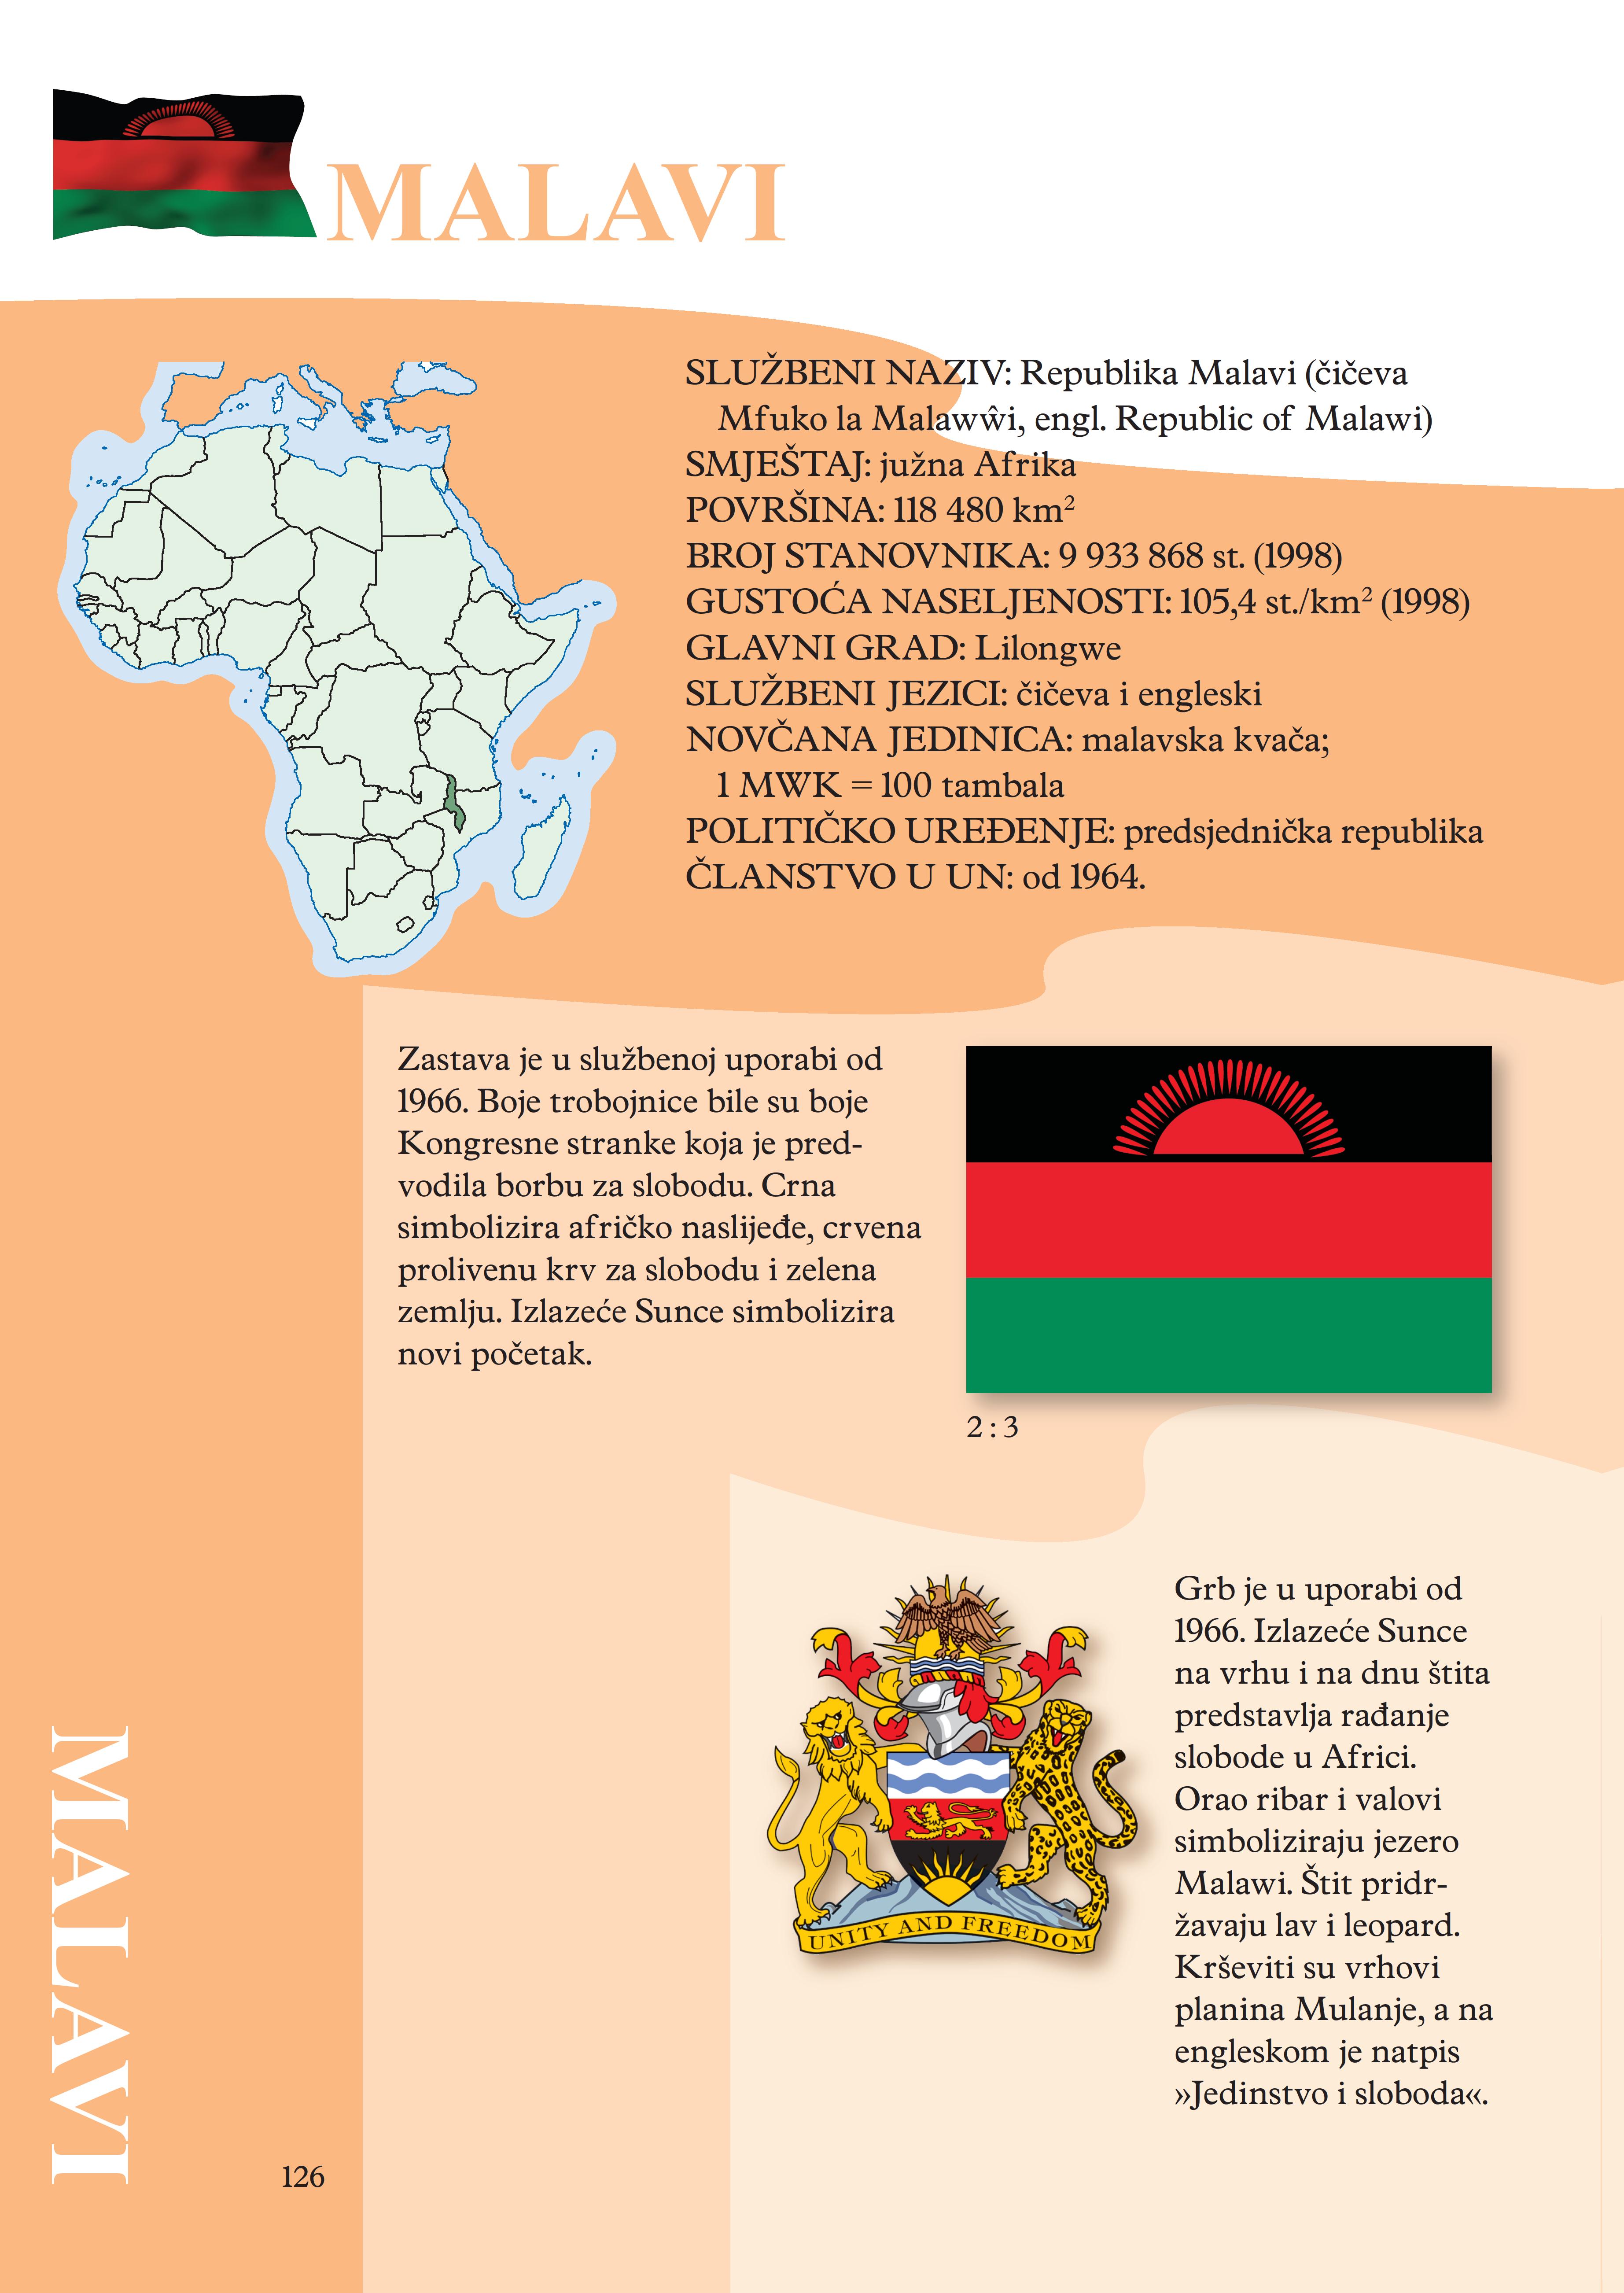 MALAVI
SLUŽBENI NAZIV: Republika Malavi (čičeva
Mfuko la Malawŵi, engl. Republic of Malawi)
SMJEŠTAJ: južna Afrika
POVRŠINA: 118 480 km²
BROJ STANOVNIKA: 9 933 868 st. (1998)
GUSTOĆA NASELJENOSTI: 105,4 st./km² (1998)
GLAVNI GRAD: Lilongwe
SLUŽBENI JEZICI: čičeva i engleski
NOVČANA JEDINICA: malavska kvača;
1 MWK = 100 tambala
POLITIČKO UREĐENJE: predsjednička republika
ČLANSTVO U UN: od 1964.
Zastava je u službenoj uporabi od
1966. Boje trobojnice bile su boje
Kongresne stranke koja je pred-
vodila borbu za slobodu. Crna
simbolizira afričko naslijeđe, crvena
prolivenu krv za slobodu i zelena
zemlju. Izlazeće Sunce simbolizira
novi početak.
2 : 3
Grb je u uporabi od
1966. Izlazeće Sunce
na vrhu i na dnu štita
predstavlja rađanje
slobode u Africi.
Orao ribar i valovi
simboliziraju jezero
Malawi. Štit pridr-
žavaju lav i leopard.
Krševiti su vrhovi
planina Mulanje, a na
engleskom je natpis
»Jedinstvo i sloboda«.
UNITY AND FREEDOM
MALAVI
126